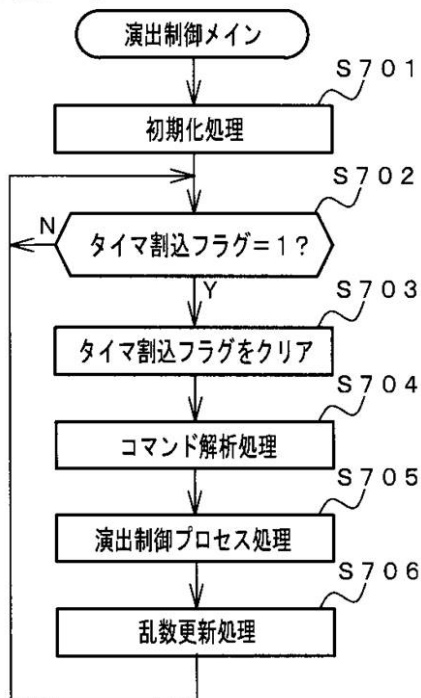 演出制御メイン
S701
初期化処理
S702
N
タイマ割込フラグ=1?
Y
S703
タイマ割込フラグをクリア
S704
コマンド解析処理
S705
演出制御プロセス処理
S706
乱数更新処理